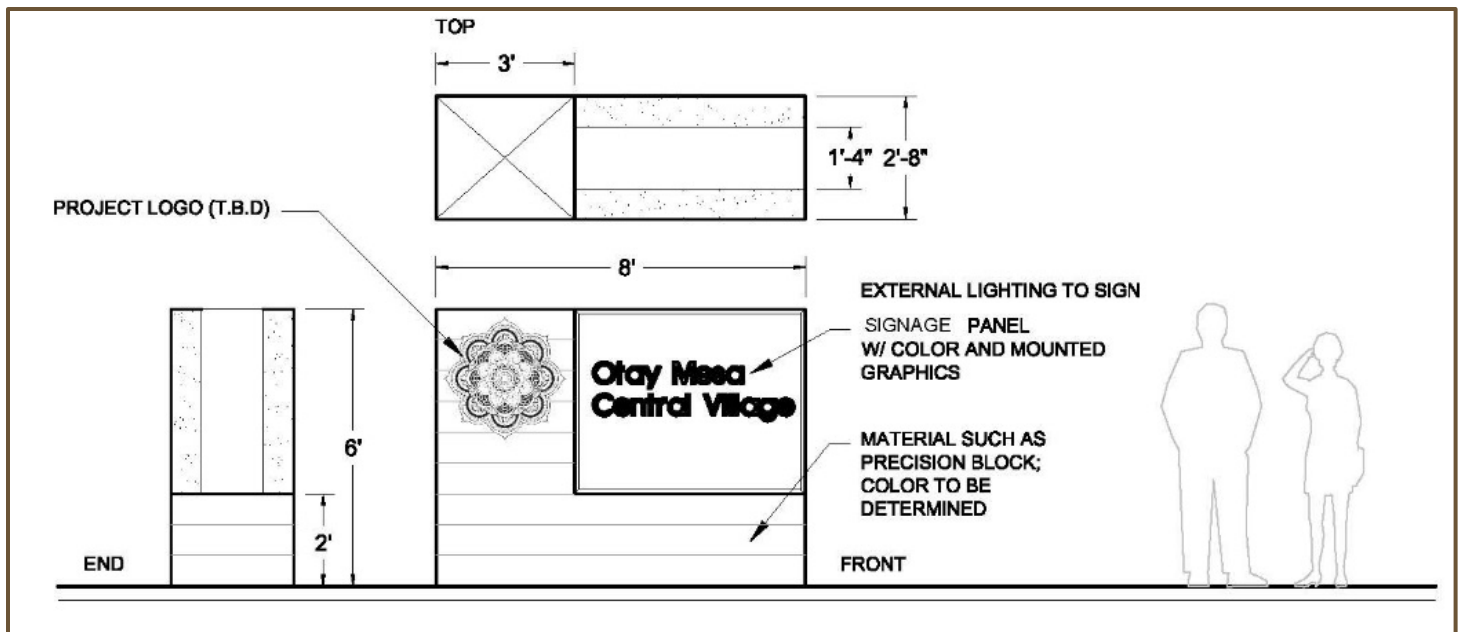 TOP
3'
1'-4" 2'-8"
PROJECT LOGO (T.B.D)
8'
EXTERNAL LIGHTING TO SIGN
SIGNAGE PANEL
W/ COLOR AND MOUNTED
GRAPHICS
Otay Mesa
Central Village
6'
MATERIAL SUCH AS
PRECISION BLOCK;
COLOR TO BE
DETERMINED
2'
END
FRONT